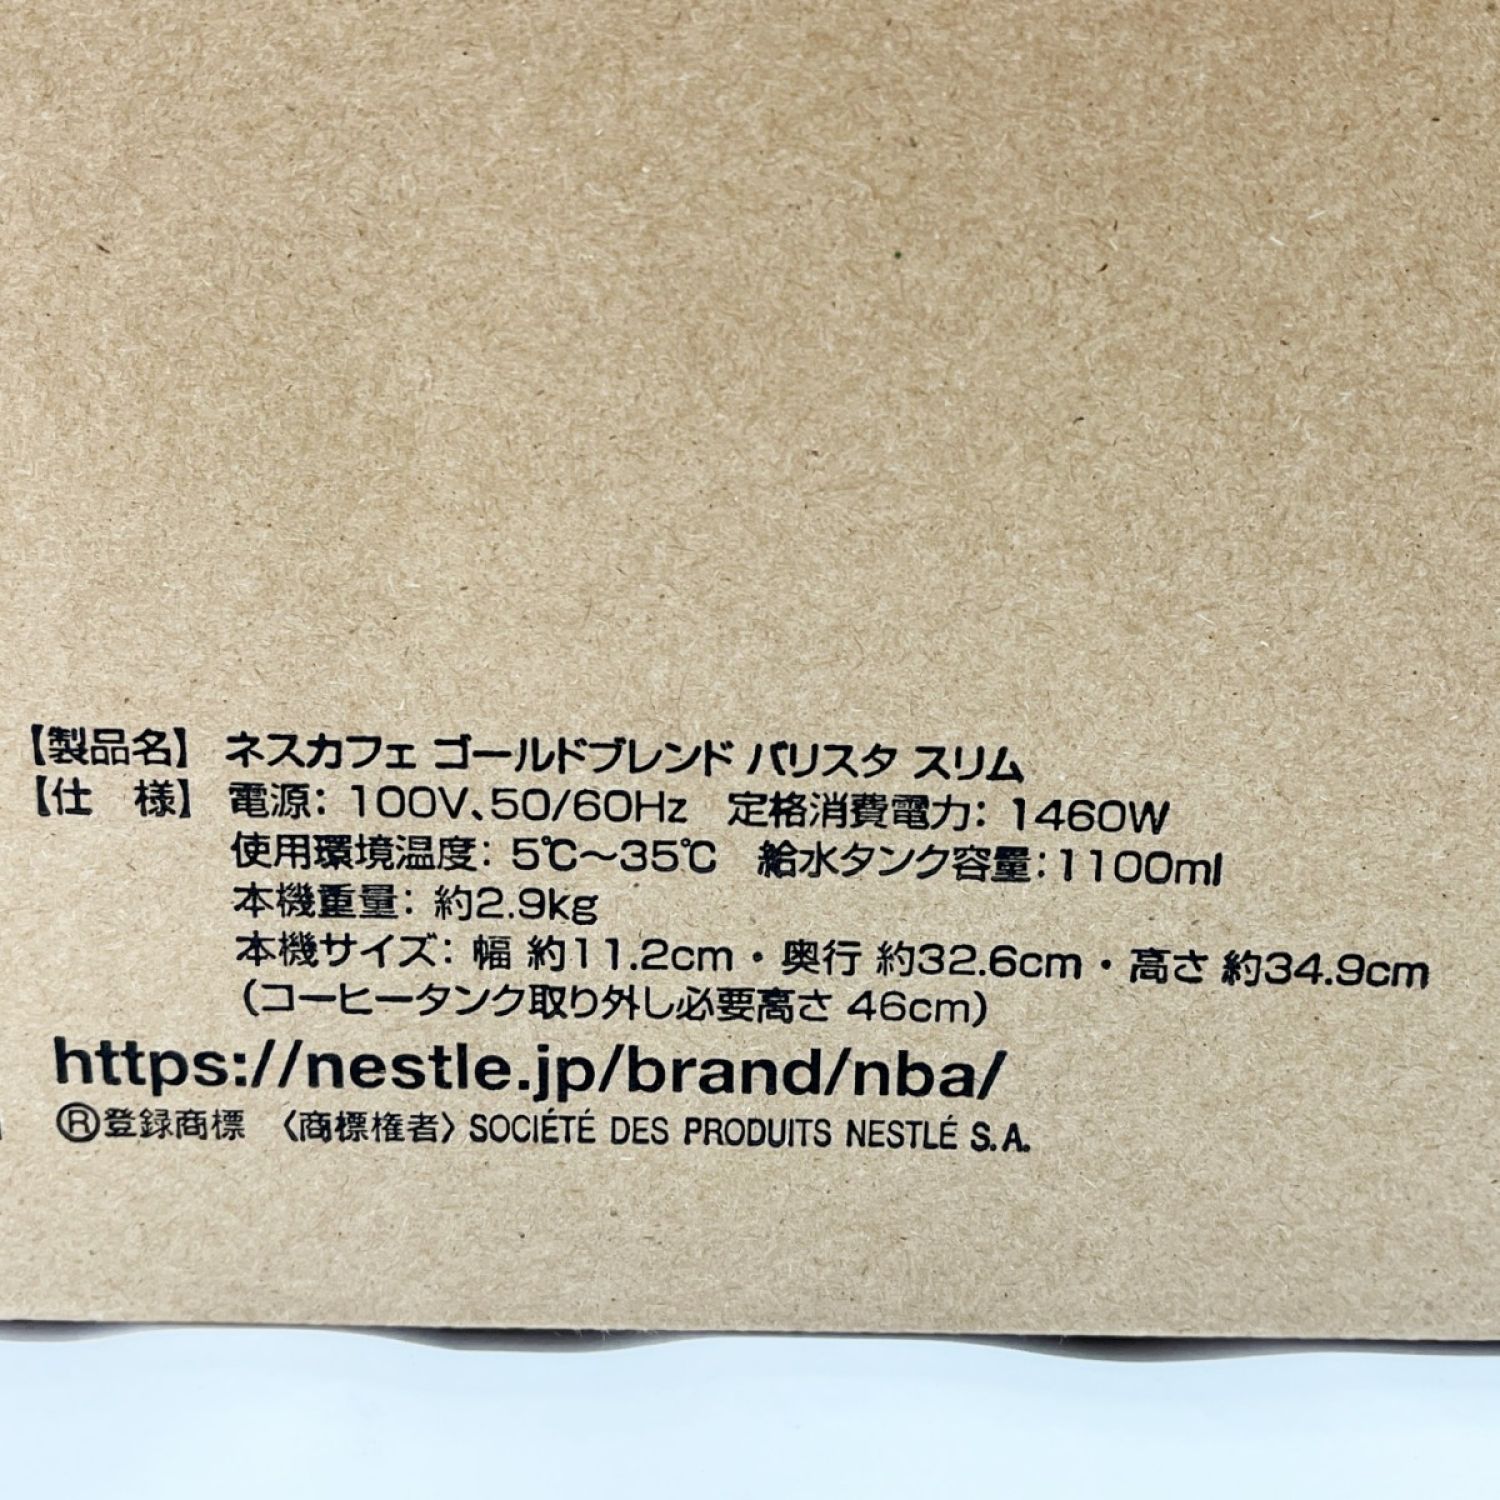 【製品名】 ネスカフェ ゴールドブレンド バリスタ スリム
【仕 様】 電源: 100V、50/60Hz 定格消費電力: 1460W
使用環境温度: 5℃～35℃ 給水タンク容量:1100ml
本機重量: 約2.9kg
本機サイズ: 幅 約11.2cm・奥行 約32.6cm・高さ 約34.9cm
(コーヒータンク取り外し必要高さ 46cm)
https://nestle.jp/brand/nba/
®登録商標 〈商標権者〉SOCIÉTÉ DES PRODUITS NESTLÉ S.A.